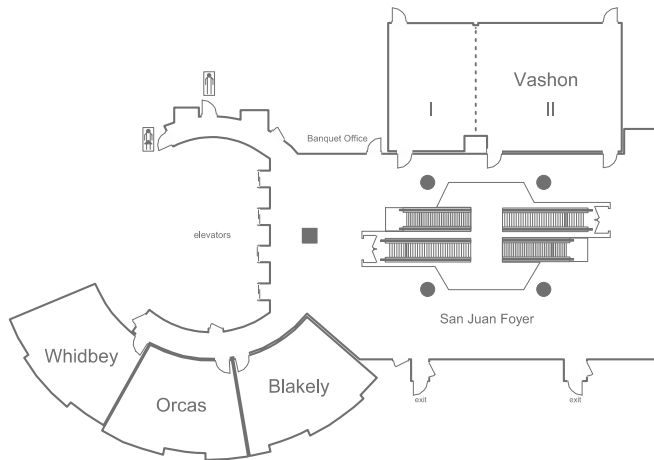 Vashon
I
II
Banquet Office
elevators
San Juan Foyer
Whidbey
Orcas
Blakely
exit
exit